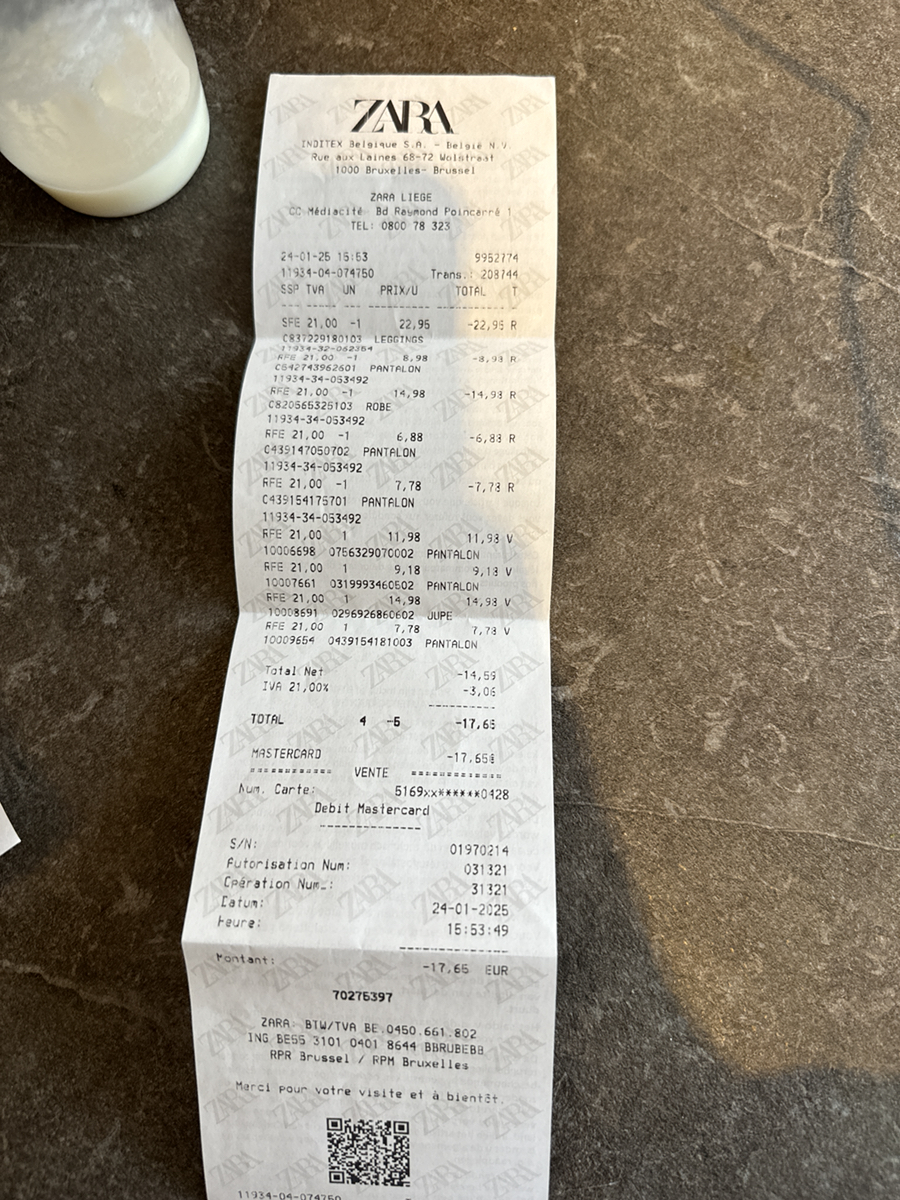 ZARA
INDITEX Belgique S.A. - België N.V.
Rue aux Laines 68-72 Wolstraat
1000 Bruxelles- Brussel
ZARA LIEGE
CC Médiacité Bd Raymond Poincarré 1
TEL: 0800 78 323
24-01-25 15:53 9952774
11934-04-074750 Trans.: 208744
SSP TVA UN PRIX/U TOTAL T
SFE 21,00 -1 22,95 -22,95 R
C837229180103 LEGGINGS
11934-32-062354
RFE 21,00 -1 8,98 -8,98 R
C542743962601 PANTALON
11934-34-053492
RFE 21,00 -1 14,98 -14,98 R
C820565325103 ROBE
11934-34-053492
RFE 21,00 -1 6,88 -6,88 R
C439147050702 PANTALON
11934-34-053492
RFE 21,00 -1 7,78 -7,78 R
C439154175701 PANTALON
11934-34-053492
RFE 21,00 1 11,98 11,98 V
10006698 0756329070002 PANTALON
RFE 21,00 1 9,18 9,18 V
10007661 0319993460502 PANTALON
RFE 21,00 1 14,98 14,98 V
10008691 0296926860602 JUPE
RFE 21,00 1 7,78 7,78 V
10009654 0439154181003 PANTALON
Total Net -14,59
IVA 21,00% -3,06
TOTAL 4 -5 -17,65
MASTERCARD -17,65€
========== VENTE ===========
Num. Carte: 5169xx******0428
Debit Mastercard
S/N: 01970214
Autorisation Num: 031321
Opération Num.: 31321
Datum: 24-01-2025
Heure: 15:53:49
Montant: -17,65 EUR
70275397
ZARA: BTW/TVA BE.0450.661.802
ING BE55 3101 0401 8644 BBRUBEBB
RPR Brussel / RPM Bruxelles
Merci pour votre visite et à bientôt.
11934-04-074750